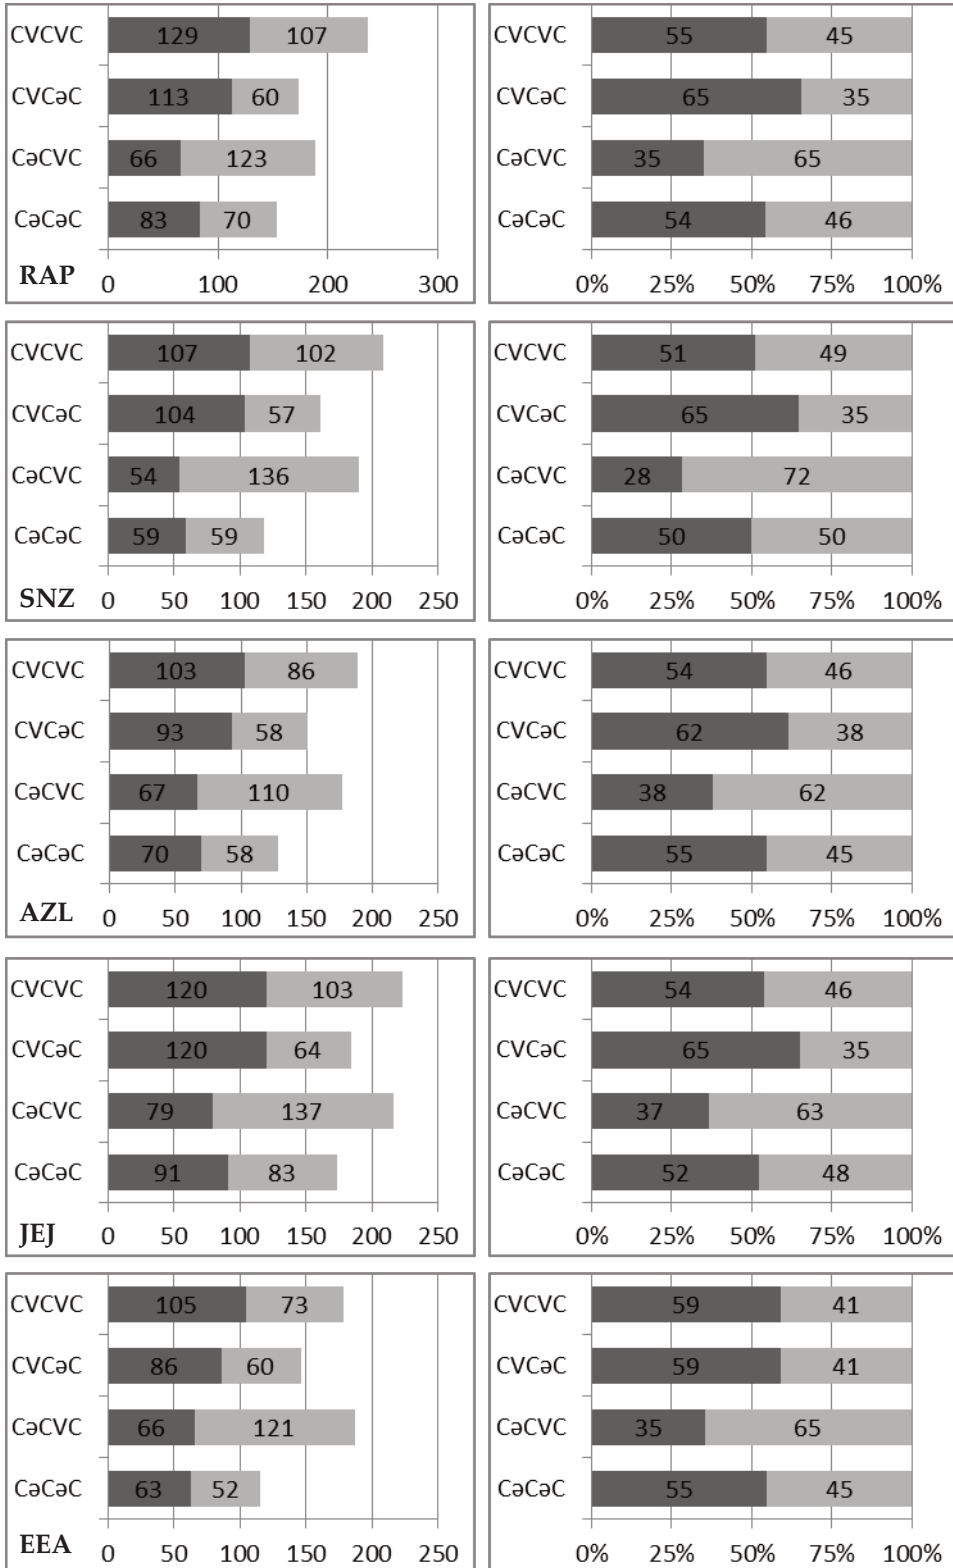 CVCVC 129 107 CVCVC 55 45
CVCəC 113 60 CVCəC 65 35
CəCVC 66 123 CəCVC 35 65
CəCəC 83 70 CəCəC 54 46
RAP 0 100 200 300 0% 25% 50% 75% 100%
CVCVC 107 102 CVCVC 51 49
CVCəC 104 57 CVCəC 65 35
CəCVC 54 136 CəCVC 28 72
CəCəC 59 59 CəCəC 50 50
SNZ 0 50 100 150 200 250 0% 25% 50% 75% 100%
CVCVC 103 86 CVCVC 54 46
CVCəC 93 58 CVCəC 62 38
CəCVC 67 110 CəCVC 38 62
CəCəC 70 58 CəCəC 55 45
AZL 0 50 100 150 200 250 0% 25% 50% 75% 100%
CVCVC 120 103 CVCVC 54 46
CVCəC 120 64 CVCəC 65 35
CəCVC 79 137 CəCVC 37 63
CəCəC 91 83 CəCəC 52 48
JEJ 0 50 100 150 200 250 0% 25% 50% 75% 100%
CVCVC 105 73 CVCVC 59 41
CVCəC 86 60 CVCəC 59 41
CəCVC 66 121 CəCVC 35 65
CəCəC 63 52 CəCəC 55 45
EEA 0 50 100 150 200 250 0% 25% 50% 75% 100%